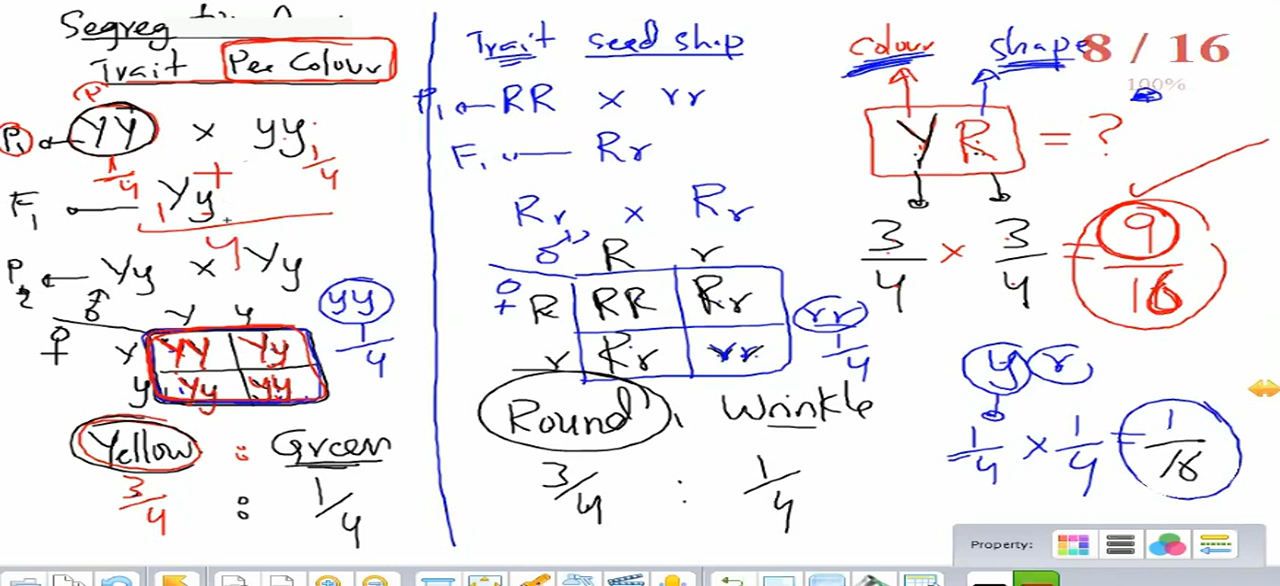 Segreg
Trait Pea Colour
P₁ YY × yy
1/4 1/4
F₁ Yy
P₂ Yy × Yy
♂
♀ Y y
Y YY Yy
y Yy yy
yy
1/4
Yellow : Green
3/4 : 1/4
Trait seed ship
P₁ RR × rr
F₁ Rr
Rr × Rr
♂ R r
♀ R RR Rr
r Rr rr
rr
1/4
Round : Wrinkle
3/4 : 1/4
colour shape
8 / 16
100%
Y R = ?
3/4 × 3/4 = 9/16
y r
1/4 × 1/4 = 1/16
Property: